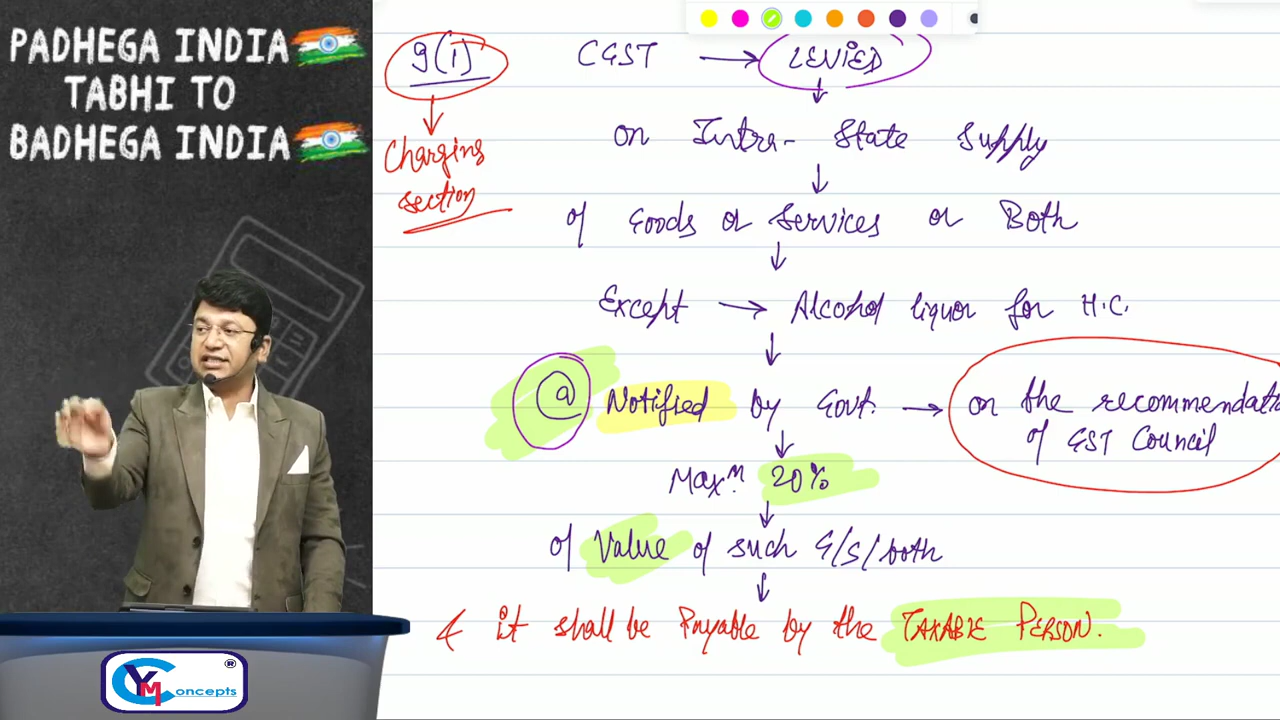 PADHEGA INDIA
TABHI TO
BADHEGA INDIA
9(1)
Charging
section
CGST → LEVIED
on Intra-State Supply
of Goods or Services or Both
Except → Alcohol liquor for H.C.
@ Notified by Govt. → on the recommendat
of GST Council
Maxm. 20%
of Value of such G/S/both
& it shall be Payable by the TAXABLE PERSON.
CYM Concepts ®